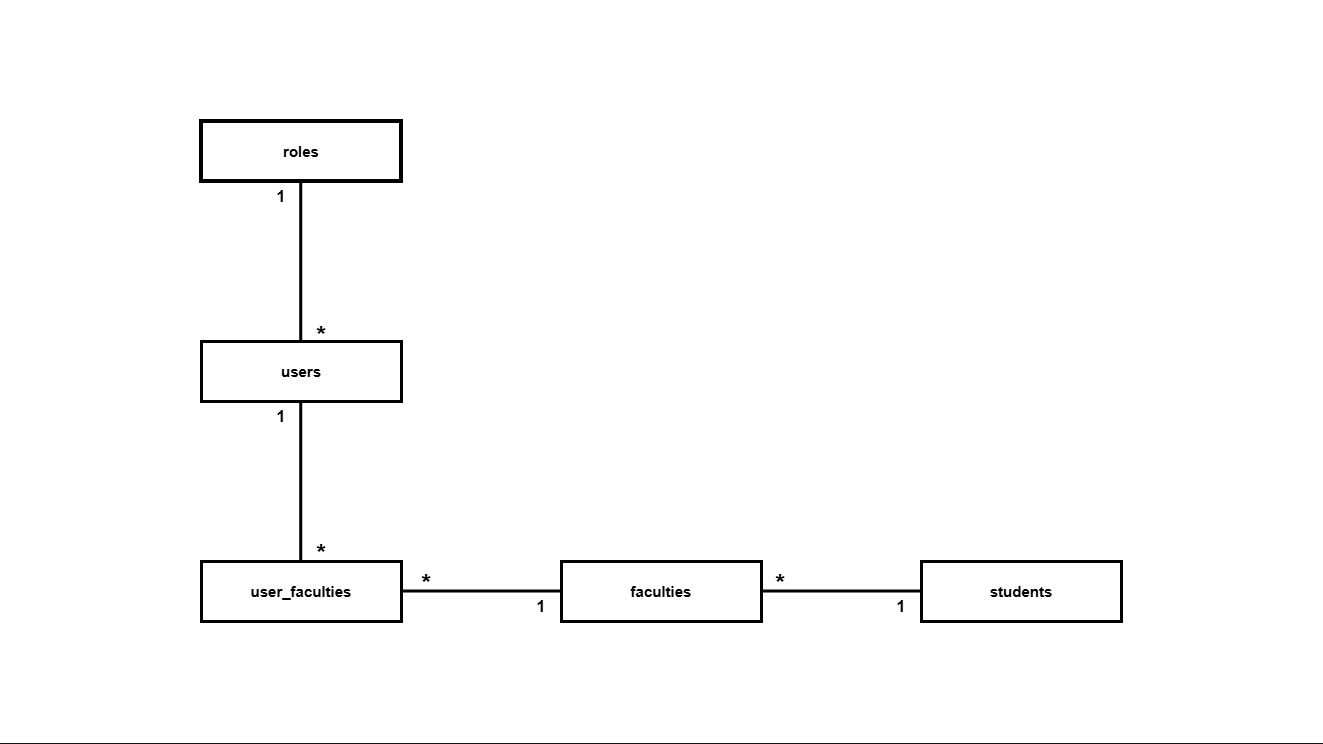 roles
1
*
users
1
*
user_faculties
*
1
faculties
*
1
students